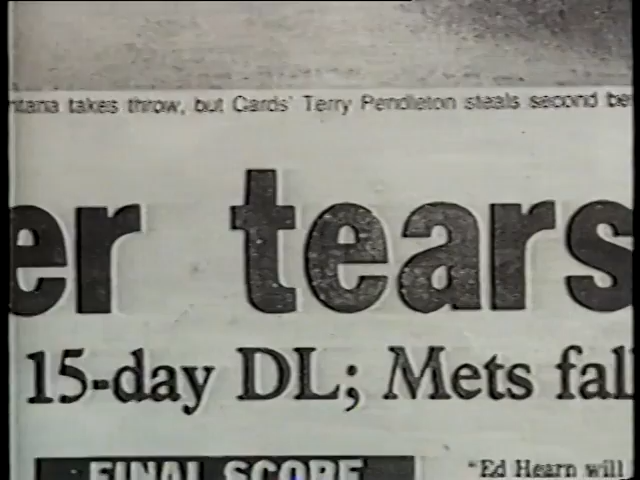 ntana takes throw, but Cards' Terry Pendleton steals second be
er tears
15-day DL; Mets fal
FINAL SCORE
"Ed Hearn will